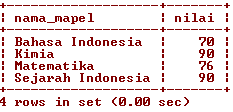 +-------------------+-------+
| nama_mapel        | nilai |
+-------------------+-------+
| Bahasa Indonesia  |    70 |
| Kimia             |    90 |
| Matematika        |    76 |
| Sejarah Indonesia |    90 |
+-------------------+-------+
4 rows in set (0.00 sec)